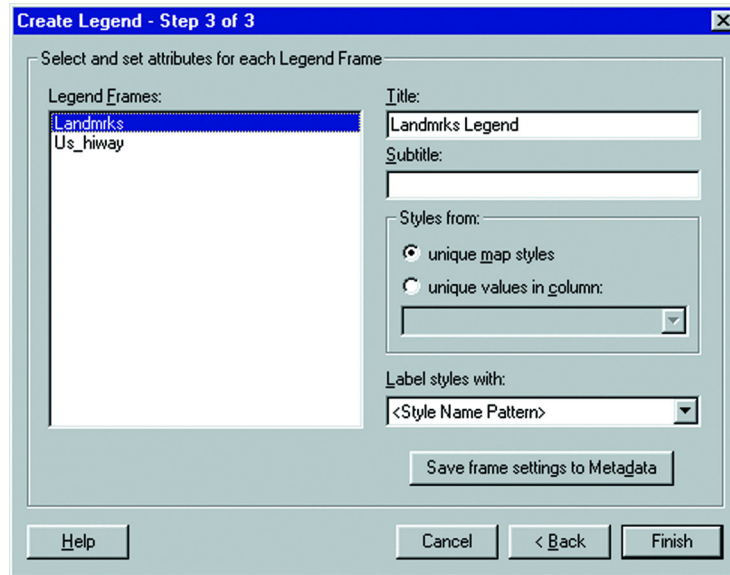 Create Legend - Step 3 of 3
Select and set attributes for each Legend Frame
Legend Frames:
Landmrks
Us_hiway
Title:
Landmrks Legend
Subtitle:
Styles from:
unique map styles
unique values in column:
Label styles with:
<Style Name Pattern>
Save frame settings to Metadata
Help
Cancel
< Back
Finish